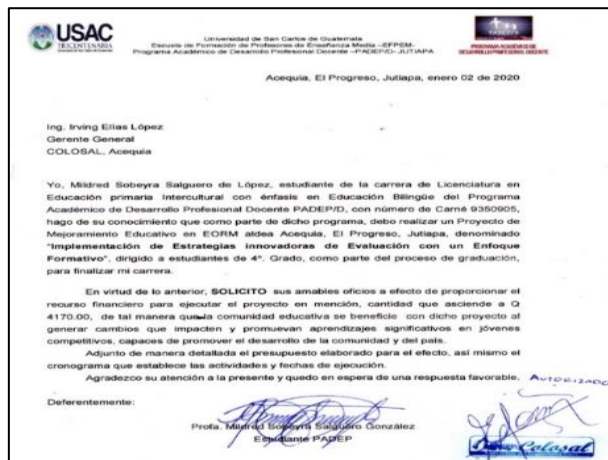 USAC
TRICENTENARIA
Universidad de San Carlos de Guatemala
Escuela de Formación de Profesores de Enseñanza Media –EFPEM-
Programa Académico de Desarrollo Profesional Docente –PADEP/D- JUTIAPA
PROGRAMA ACADÉMICO DE
DESARROLLO PROFESIONAL DOCENTE
Acequia, El Progreso, Jutiapa, enero 02 de 2020
Ing. Irving Elías López
Gerente General
COLOSAL, Acequia
Yo, Mildred Sobeyra Salguero de López, estudiante de la carrera de Licenciatura en
Educación primaria Intercultural con énfasis en Educación Bilingüe del Programa
Académico de Desarrollo Profesional Docente PADEP/D, con número de Carné 9350905,
hago de su conocimiento que como parte de dicho programa, debo realizar un Proyecto de
Mejoramiento Educativo en EORM aldea Acequia, El Progreso, Jutiapa, denominado
"Implementación de Estrategias innovadoras de Evaluación con un Enfoque
Formativo", dirigido a estudiantes de 4°. Grado, como parte del proceso de graduación,
para finalizar mi carrera.
En virtud de lo anterior, SOLICITO sus amables oficios a efecto de proporcionar el
recurso financiero para ejecutar el proyecto en mención, cantidad que asciende a Q
4170.00, de tal manera que la comunidad educativa se beneficie con dicho proyecto al
generar cambios que impacten y promuevan aprendizajes significativos en jóvenes
competitivos, capaces de promover el desarrollo de la comunidad y del país.
Adjunto de manera detallada el presupuesto elaborado para el efecto, así mismo el
cronograma que establece las actividades y fechas de ejecución.
Agradezco su atención a la presente y quedo en espera de una respuesta favorable, AUTORIZADO
Deferentemente:
Profa. Mildred Sobeyra Salguero González
Estudiante PADEP
Colosal